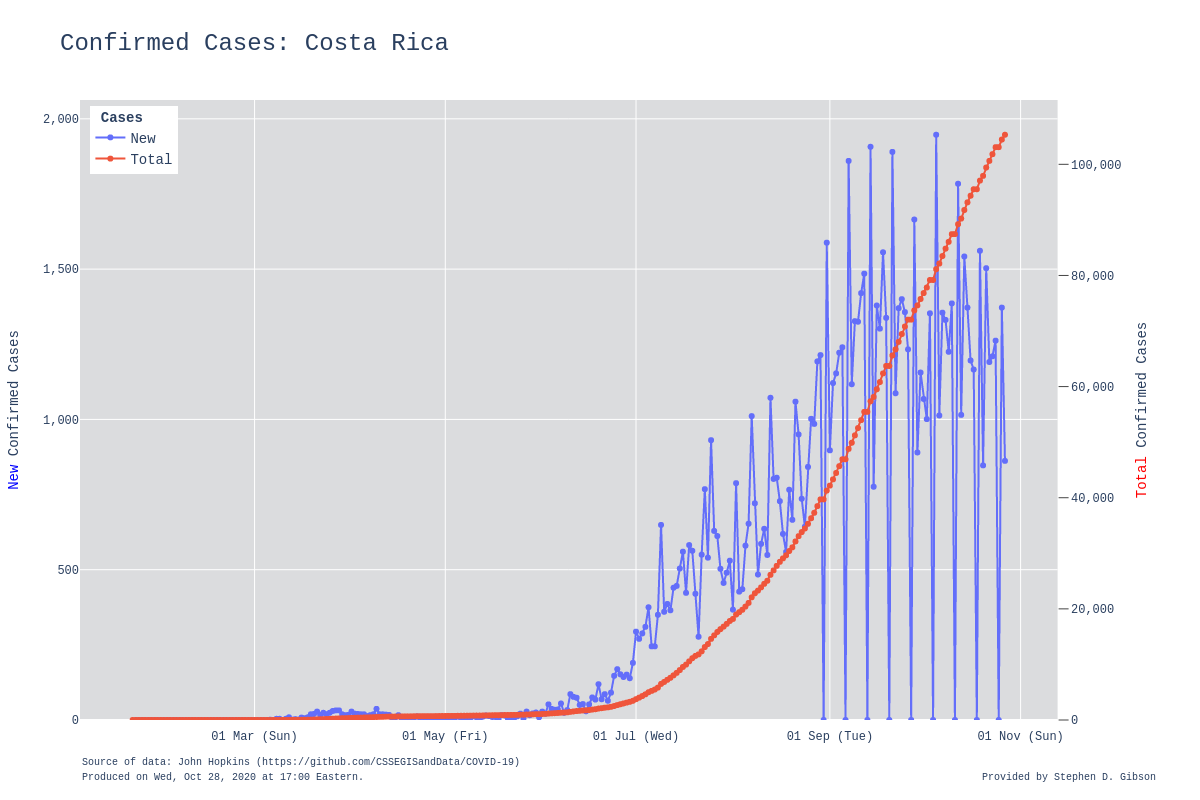 Confirmed Cases: Costa Rica
Cases
New
Total
2,000
1,500
1,000
500
0
100,000
80,000
60,000
40,000
20,000
0
New Confirmed Cases
Total Confirmed Cases
01 Mar (Sun)
01 May (Fri)
01 Jul (Wed)
01 Sep (Tue)
01 Nov (Sun)
Source of data: John Hopkins (https://github.com/CSSEGISandData/COVID-19)
Produced on Wed, Oct 28, 2020 at 17:00 Eastern.
Provided by Stephen D. Gibson